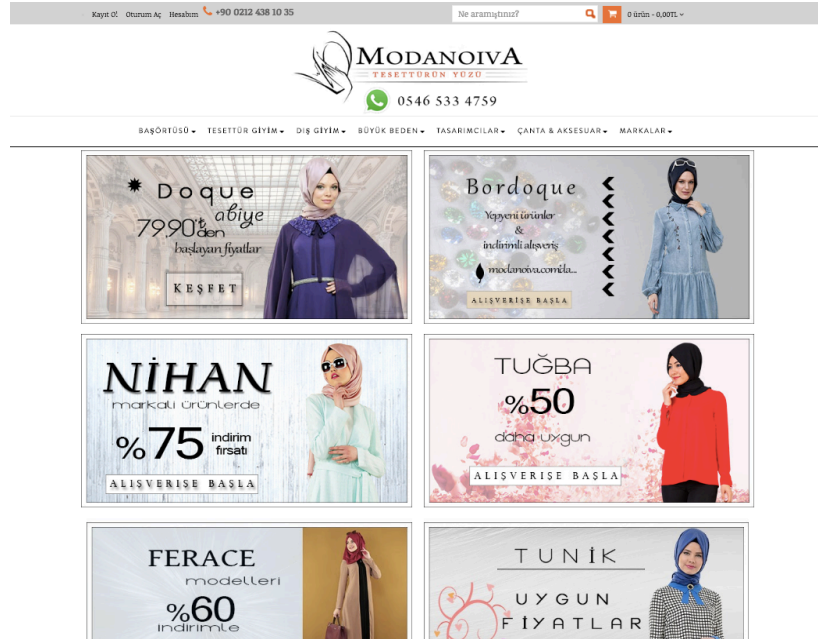 Kayıt O! Oturum Aç Hesabım +90 0212 438 10 35
Ne aramıştınız?
0 ürün - 0,00TL
MODANOIVA
TESETTÜRÜN YÜZÜ
0546 533 4759
BAŞÖRTÜSÜ TESETTÜR GİYİM DIŞ GİYİM BÜYÜK BEDEN TASARIMCILAR ÇANTA & AKSESUAR MARKALAR
Doque
abiye
79,90₺den
başlayan fiyatlar
KEŞFET
Bordoque
Yepyeni ürünler
&
indirimli alışveriş
modanoiva.com'da...
ALIŞVERİŞE BAŞLA
NİHAN
markalı ürünlerde
%75 indirim
fırsatı
ALIŞVERİŞE BAŞLA
TUĞBA
%50
daha uygun
ALIŞVERİŞE BAŞLA
FERACE
modelleri
%60
indirimle
TUNİK
UYGUN
FİYATLAR